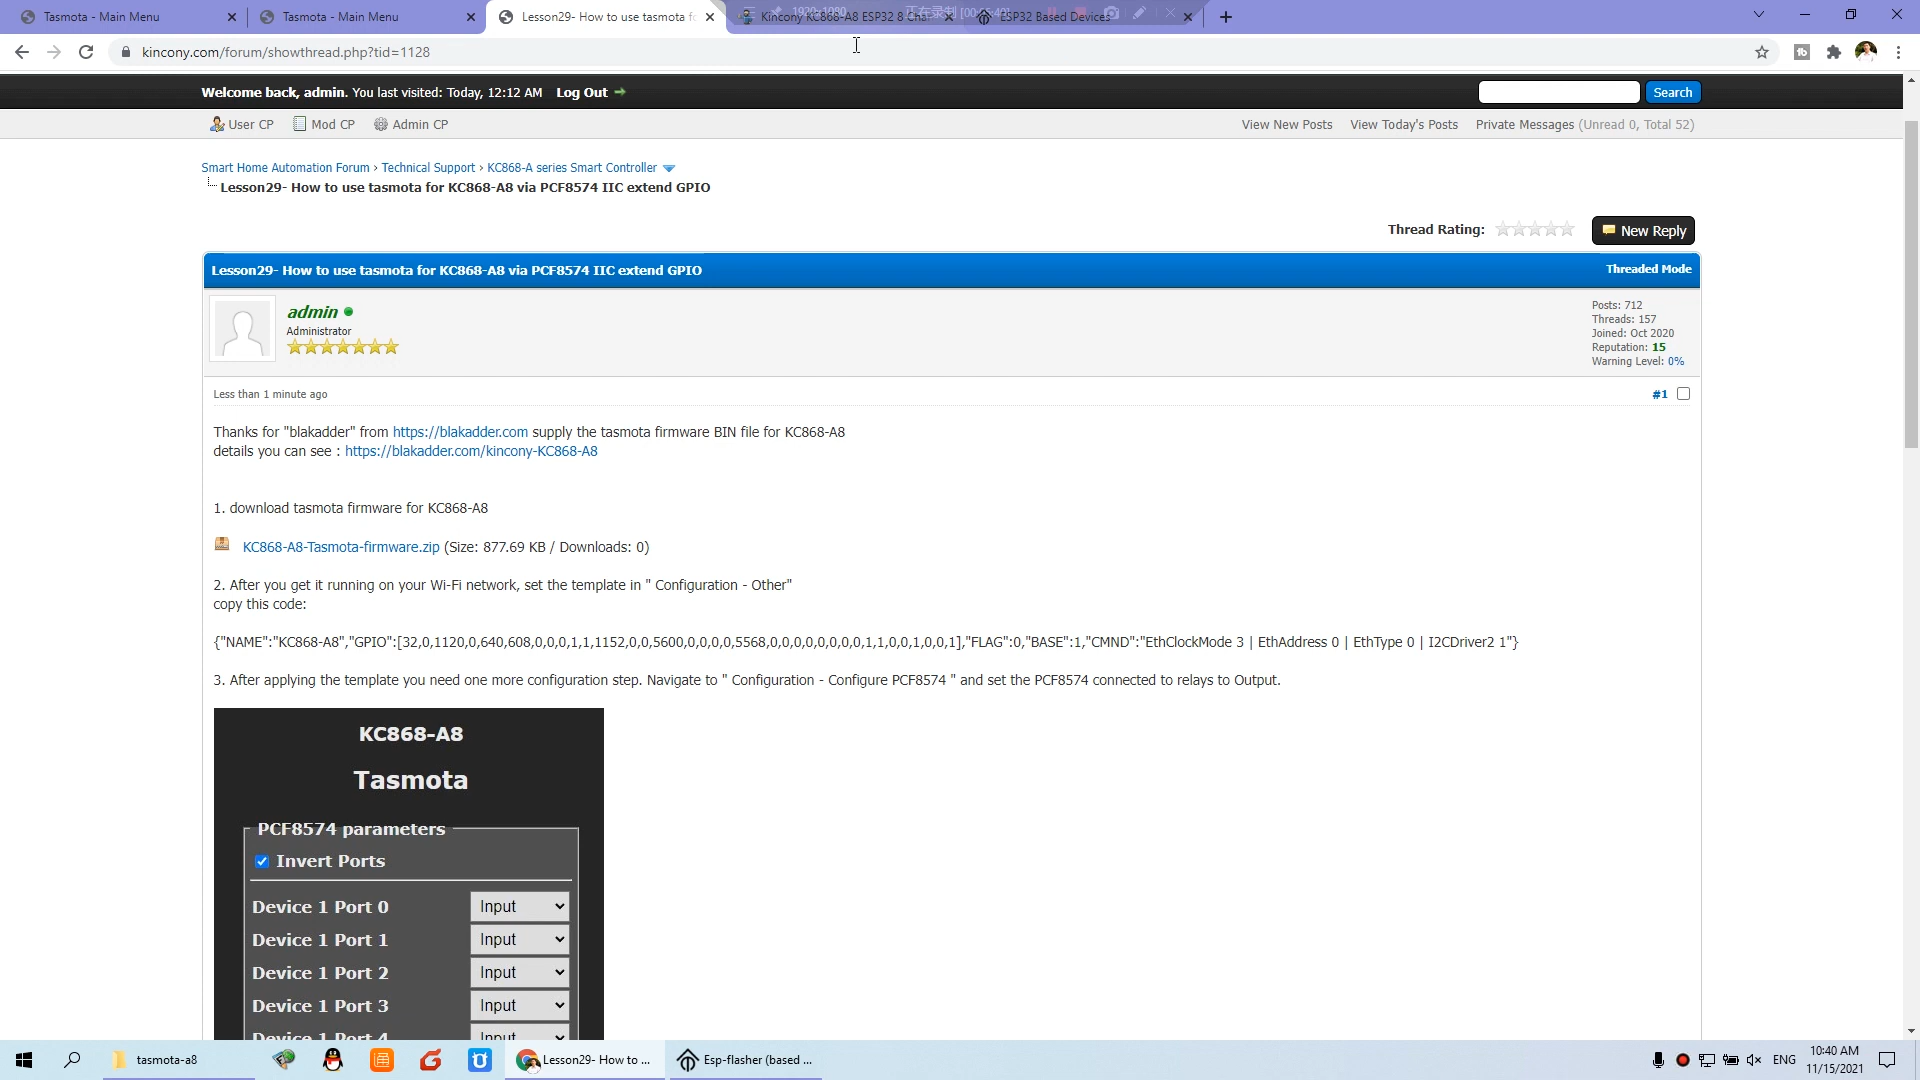 Tasmota - Main Menu
Tasmota - Main Menu
Lesson29- How to use tasmota fo
Kincony KC868-A8 ESP32 8 Cha
ESP32 Based Devices
kincony.com/forum/showthread.php?tid=1128
Welcome back, admin. You last visited: Today, 12:12 AM Log Out
Search
User CP Mod CP Admin CP
View New Posts View Today's Posts Private Messages (Unread 0, Total 52)
Smart Home Automation Forum › Technical Support › KC868-A series Smart Controller
Lesson29- How to use tasmota for KC868-A8 via PCF8574 IIC extend GPIO
Thread Rating:
New Reply
Lesson29- How to use tasmota for KC868-A8 via PCF8574 IIC extend GPIO
Threaded Mode
admin
Administrator
Posts: 712
Threads: 157
Joined: Oct 2020
Reputation: 15
Warning Level: 0%
Less than 1 minute ago
#1
Thanks for "blakadder" from https://blakadder.com supply the tasmota firmware BIN file for KC868-A8
details you can see : https://blakadder.com/kincony-KC868-A8
1. download tasmota firmware for KC868-A8
KC868-A8-Tasmota-firmware.zip (Size: 877.69 KB / Downloads: 0)
2. After you get it running on your Wi-Fi network, set the template in " Configuration - Other"
copy this code:
{"NAME":"KC868-A8","GPIO":[32,0,1120,0,640,608,0,0,0,1,1,1152,0,0,5600,0,0,0,0,5568,0,0,0,0,0,0,0,0,1,1,0,0,1,0,0,1],"FLAG":0,"BASE":1,"CMND":"EthClockMode 3 | EthAddress 0 | EthType 0 | I2CDriver2 1"}
3. After applying the template you need one more configuration step. Navigate to " Configuration - Configure PCF8574 " and set the PCF8574 connected to relays to Output.
KC868-A8
Tasmota
PCF8574 parameters
Invert Ports
Device 1 Port 0 Input
Device 1 Port 1 Input
Device 1 Port 2 Input
Device 1 Port 3 Input
Device 1 Port 4 Input
tasmota-a8
Lesson29- How to ...
Esp-flasher (based ...
ENG
10:40 AM
11/15/2021